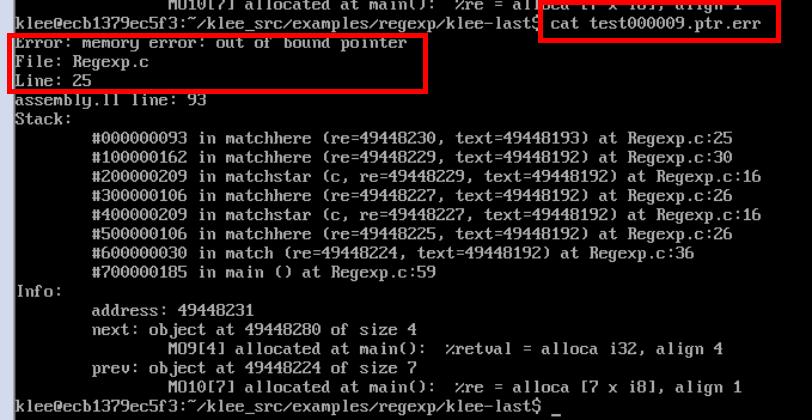 MO10[7] allocated at main():  %re = alloca [7 x i8], align 1
klee@ecb1379ec5f3:~/klee_src/examples/regexp/klee-last$ cat test000009.ptr.err
Error: memory error: out of bound pointer
File: Regexp.c
Line: 25
assembly.ll line: 93
Stack:
#000000093 in matchhere (re=49448230, text=49448193) at Regexp.c:25
#100000162 in matchhere (re=49448229, text=49448192) at Regexp.c:30
#200000209 in matchstar (c, re=49448229, text=49448192) at Regexp.c:16
#300000106 in matchhere (re=49448227, text=49448192) at Regexp.c:26
#400000209 in matchstar (c, re=49448227, text=49448192) at Regexp.c:16
#500000106 in matchhere (re=49448225, text=49448192) at Regexp.c:26
#600000030 in match (re=49448224, text=49448192) at Regexp.c:36
#700000185 in main () at Regexp.c:59
Info:
address: 49448231
next: object at 49448280 of size 4
MO9[4] allocated at main():  %retval = alloca i32, align 4
prev: object at 49448224 of size 7
MO10[7] allocated at main():  %re = alloca [7 x i8], align 1
klee@ecb1379ec5f3:~/klee_src/examples/regexp/klee-last$ _